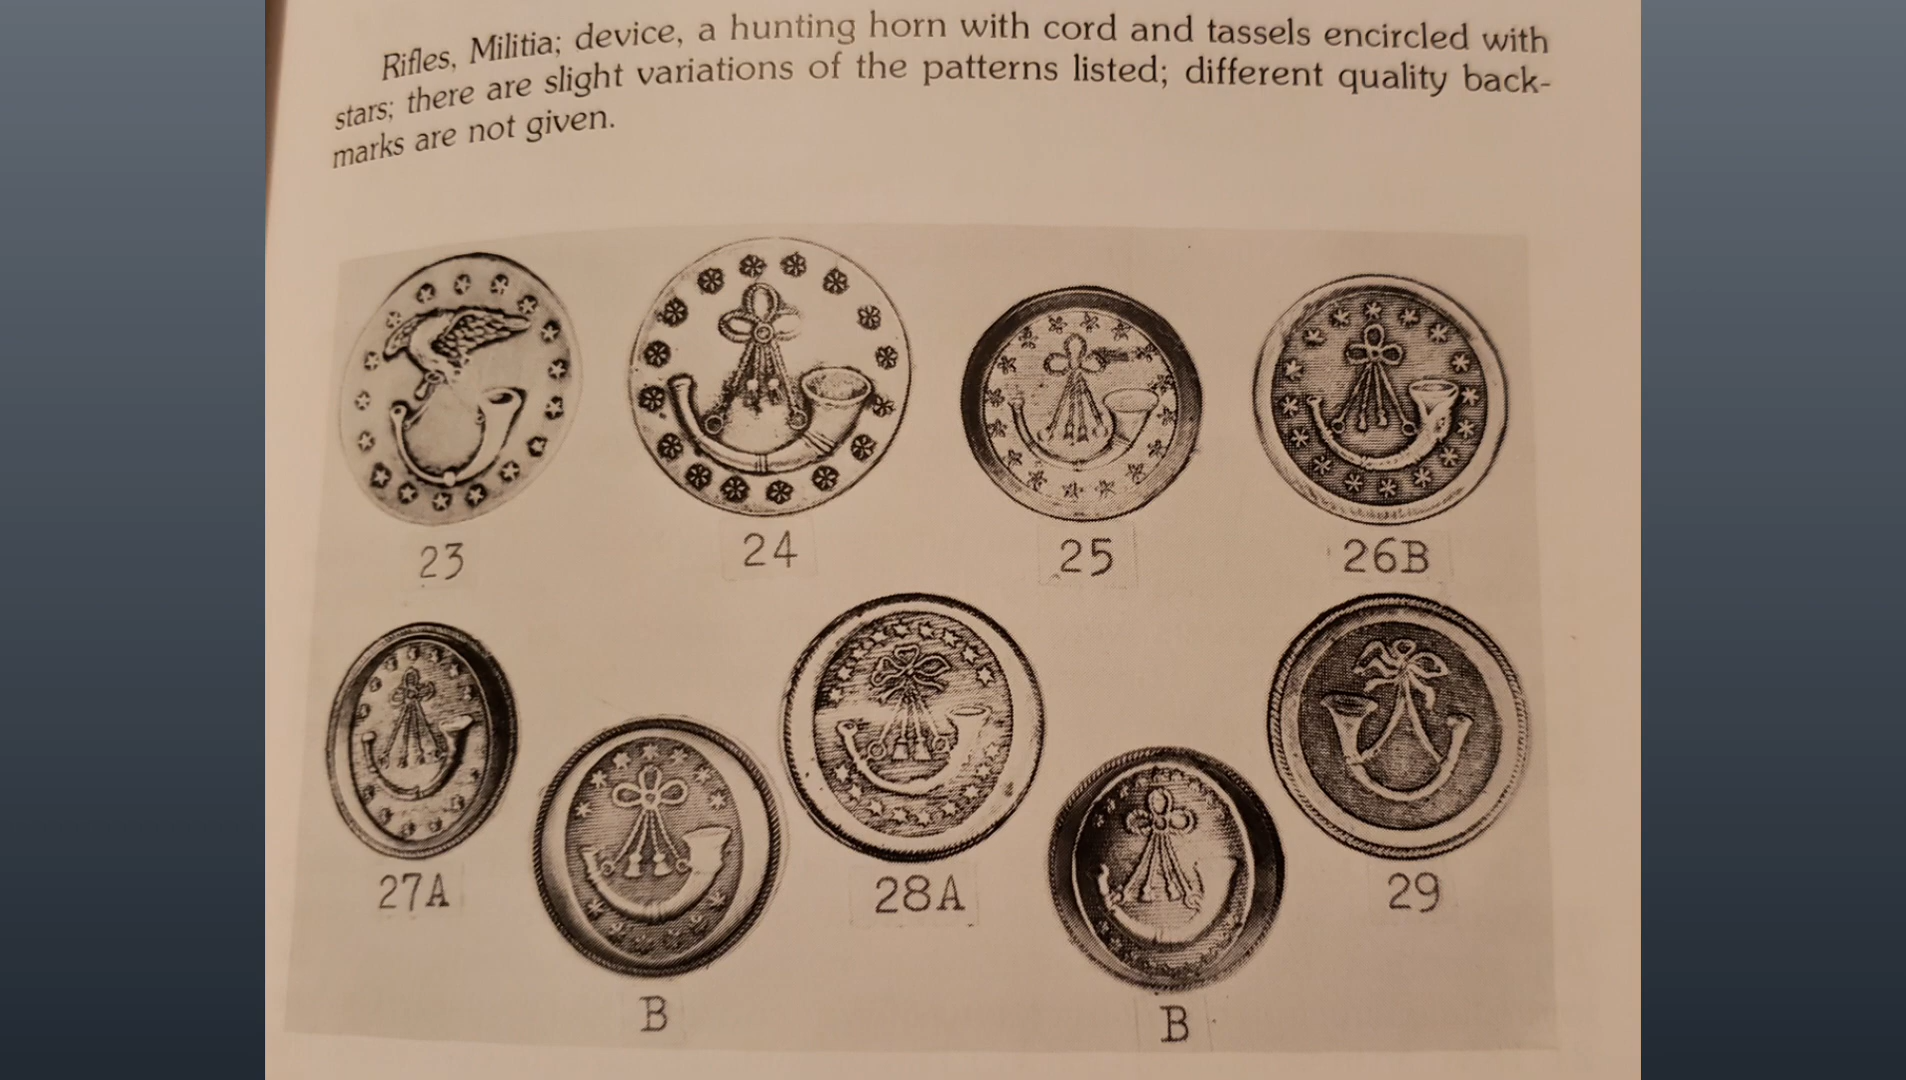 Rifles, Militia; device, a hunting horn with cord and tassels encircled with
stars; there are slight variations of the patterns listed; different quality back-
marks are not given.
23
24
25
26B
27A
28A
29
B
B